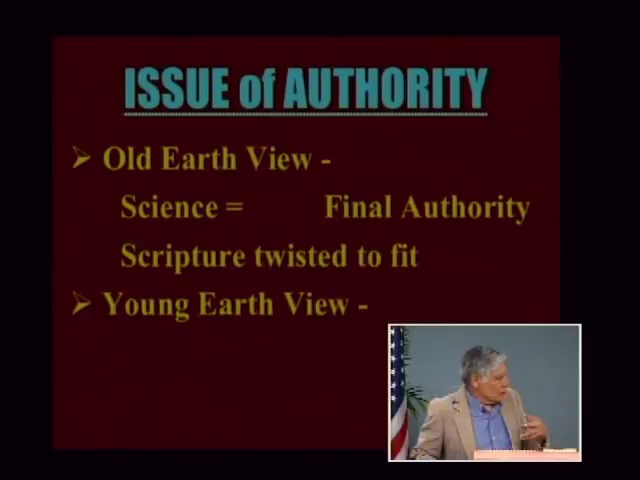 ISSUE of AUTHORITY
➢ Old Earth View -
Science = Final Authority
Scripture twisted to fit
➢ Young Earth View -